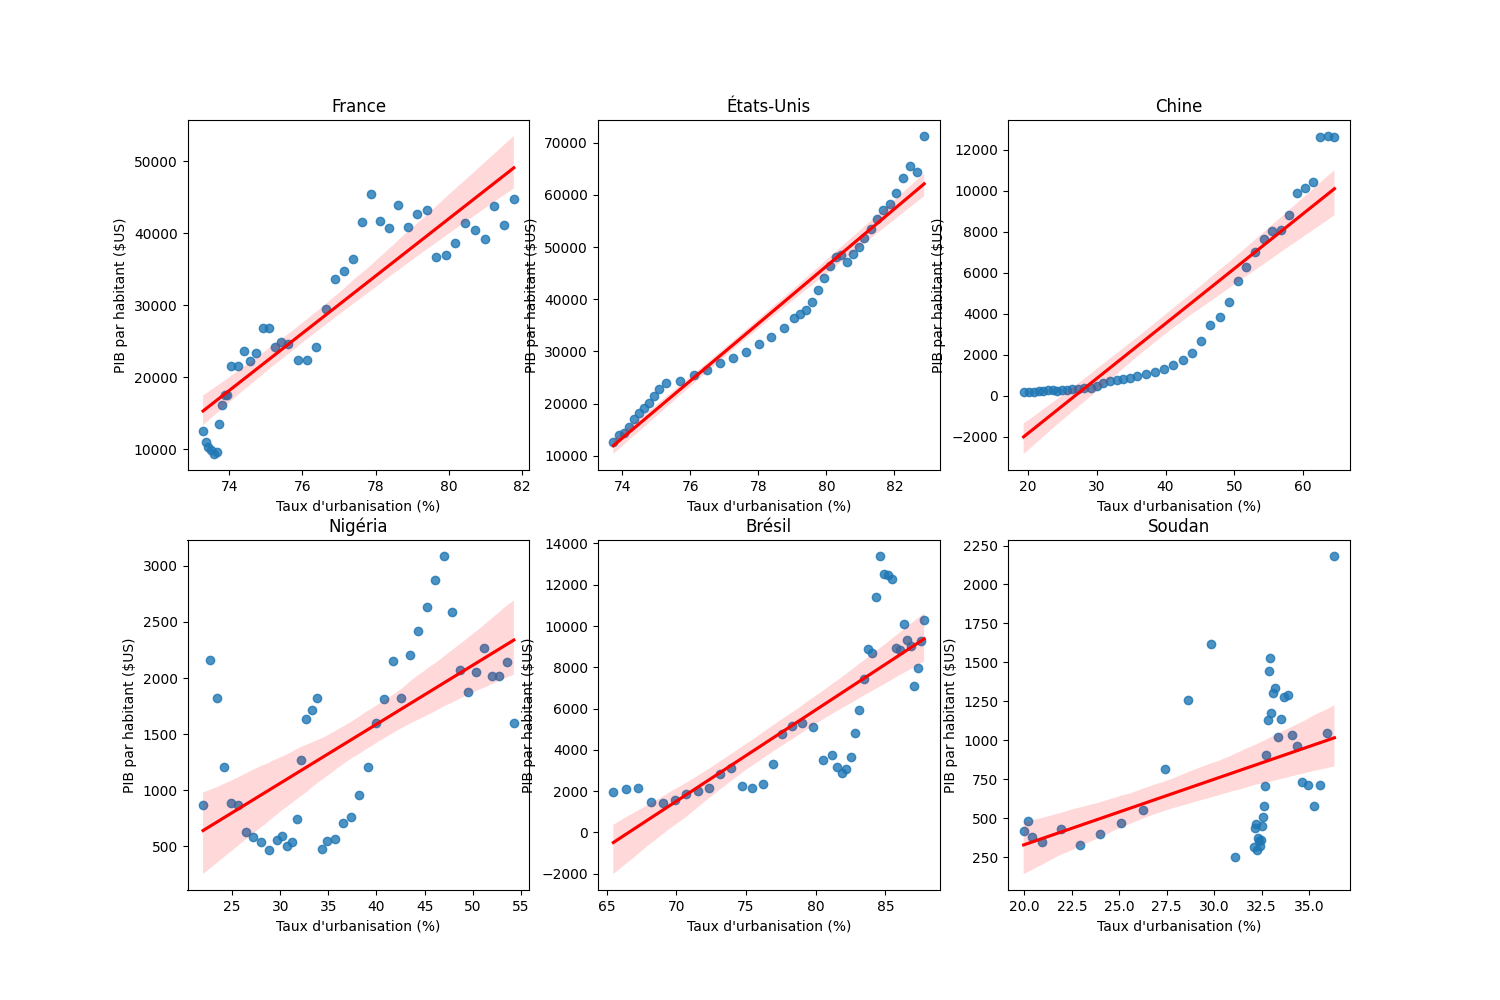 France
50000
40000
30000
20000
10000
PIB par habitant ($US)
74 76 78 80 82
Taux d'urbanisation (%)
États-Unis
70000
60000
50000
40000
30000
20000
10000
PIB par habitant ($US)
74 76 78 80 82
Taux d'urbanisation (%)
Chine
12000
10000
8000
6000
4000
2000
0
−2000
PIB par habitant ($US)
20 30 40 50 60
Taux d'urbanisation (%)
Nigéria
3000
2500
2000
1500
1000
500
PIB par habitant ($US)
25 30 35 40 45 50 55
Taux d'urbanisation (%)
Brésil
14000
12000
10000
8000
6000
4000
2000
0
−2000
PIB par habitant ($US)
65 70 75 80 85
Taux d'urbanisation (%)
Soudan
2250
2000
1750
1500
1250
1000
750
500
250
PIB par habitant ($US)
20.0 22.5 25.0 27.5 30.0 32.5 35.0
Taux d'urbanisation (%)